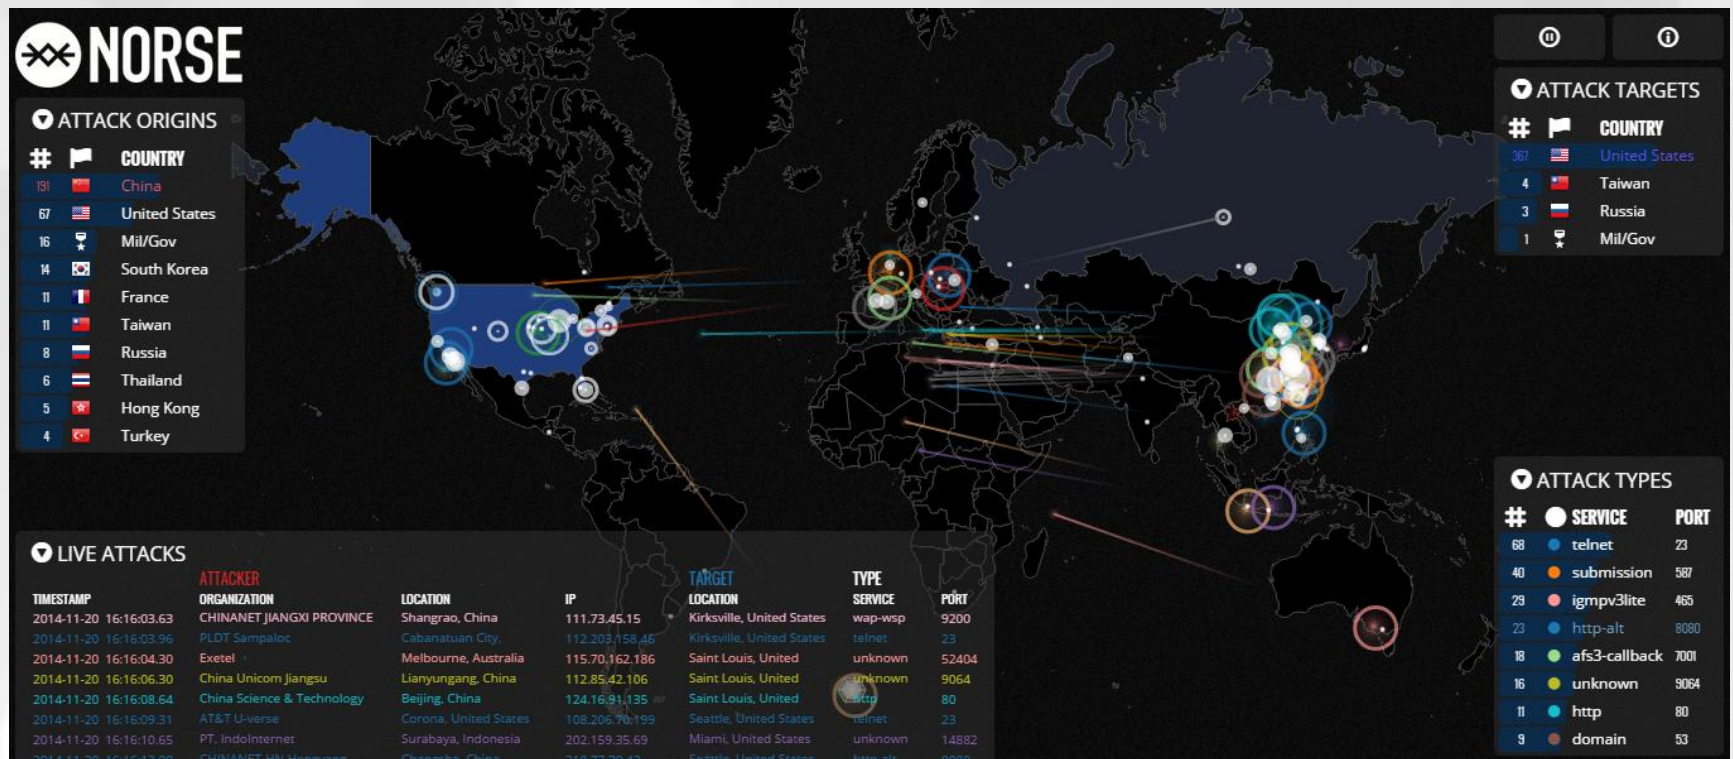 NORSE
ATTACK ORIGINS
# COUNTRY
191 China
67 United States
16 Mil/Gov
14 South Korea
11 France
11 Taiwan
8 Russia
6 Thailand
5 Hong Kong
4 Turkey
ATTACK TARGETS
# COUNTRY
367 United States
4 Taiwan
3 Russia
1 Mil/Gov
ATTACK TYPES
# SERVICE PORT
68 telnet 23
40 submission 587
29 igmpv3lite 465
23 http-alt 8080
18 afs3-callback 7001
16 unknown 9064
11 http 80
9 domain 53
LIVE ATTACKS
ATTACKER TARGET TYPE
TIMESTAMP ORGANIZATION LOCATION IP LOCATION SERVICE PORT
2014-11-20 16:16:03.63 CHINANET JIANGXI PROVINCE Shangrao, China 111.73.45.15 Kirksville, United States wap-wsp 9200
2014-11-20 16:16:03.96 PLDT Sampaloc Cabanatuan City, 112.203.158.46 Kirksville, United States telnet 23
2014-11-20 16:16:04.30 Exetel Melbourne, Australia 115.70.162.186 Saint Louis, United unknown 52404
2014-11-20 16:16:06.30 China Unicom Jiangsu Lianyungang, China 112.85.42.106 Saint Louis, United unknown 9064
2014-11-20 16:16:08.64 China Science & Technology Beijing, China 124.16.91.135 Saint Louis, United http 80
2014-11-20 16:16:09.31 AT&T U-verse Corona, United States 108.206.70.199 Seattle, United States telnet 23
2014-11-20 16:16:10.65 PT. IndoInternet Surabaya, Indonesia 202.159.35.69 Miami, United States unknown 14882